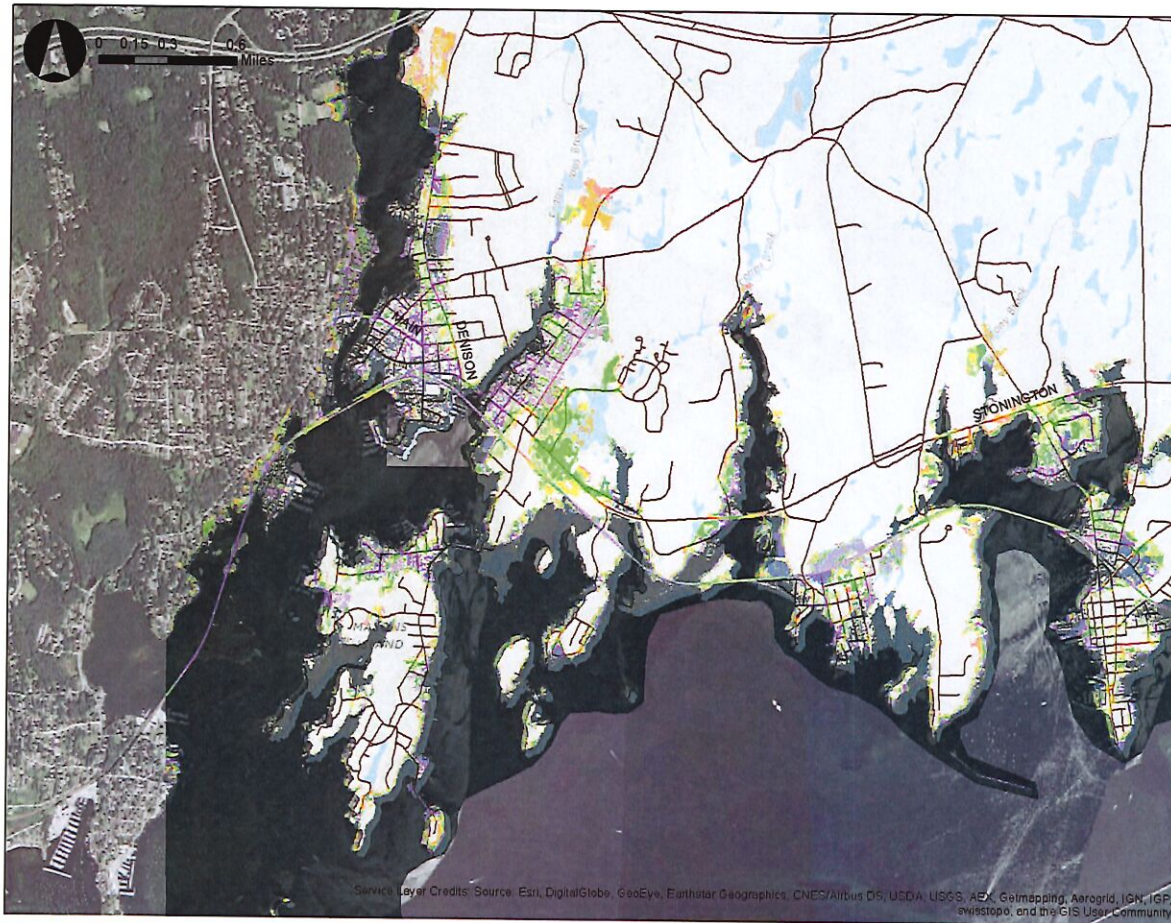 0 0.15 0.3 0.6
Miles
MAIN
DENISON
STONINGTON
Service Layer Credits: Source: Esri, DigitalGlobe, GeoEye, Earthstar Geographics, CNES/Airbus DS, USDA, USGS, AEX, Getmapping, Aerogrid, IGN, IGP,
swisstopo, and the GIS User Community